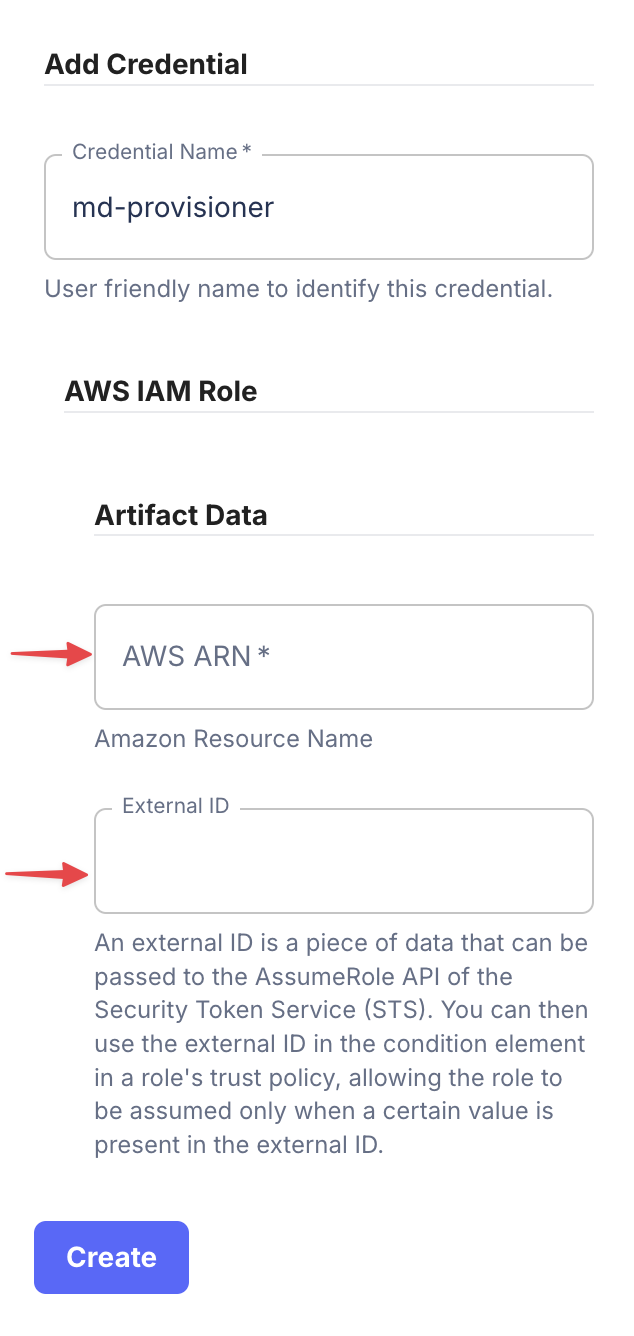 Add Credential
Credential Name *
md-provisioner
User friendly name to identify this credential.
AWS IAM Role
Artifact Data
AWS ARN *
Amazon Resource Name
External ID
An external ID is a piece of data that can be
passed to the AssumeRole API of the
Security Token Service (STS). You can then
use the external ID in the condition element
in a role's trust policy, allowing the role to
be assumed only when a certain value is
present in the external ID.
Create